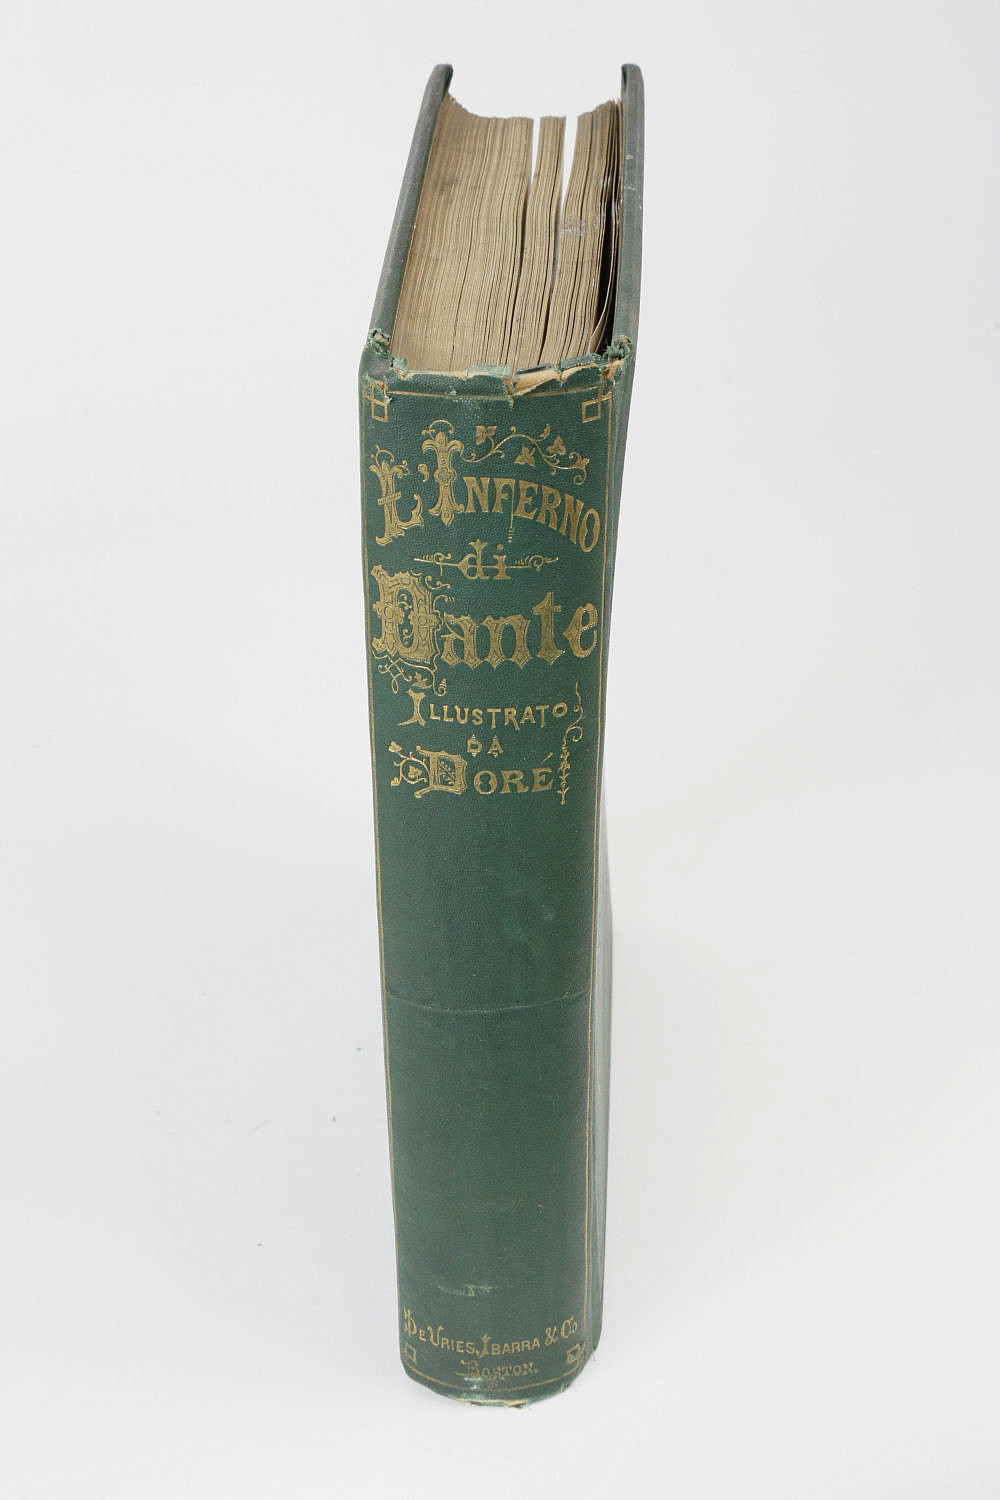 L'INFERNO
di
Dante
ILLUSTRATO
DA
DORÉ
DE VRIES, IBARRA & CO
BOSTON.